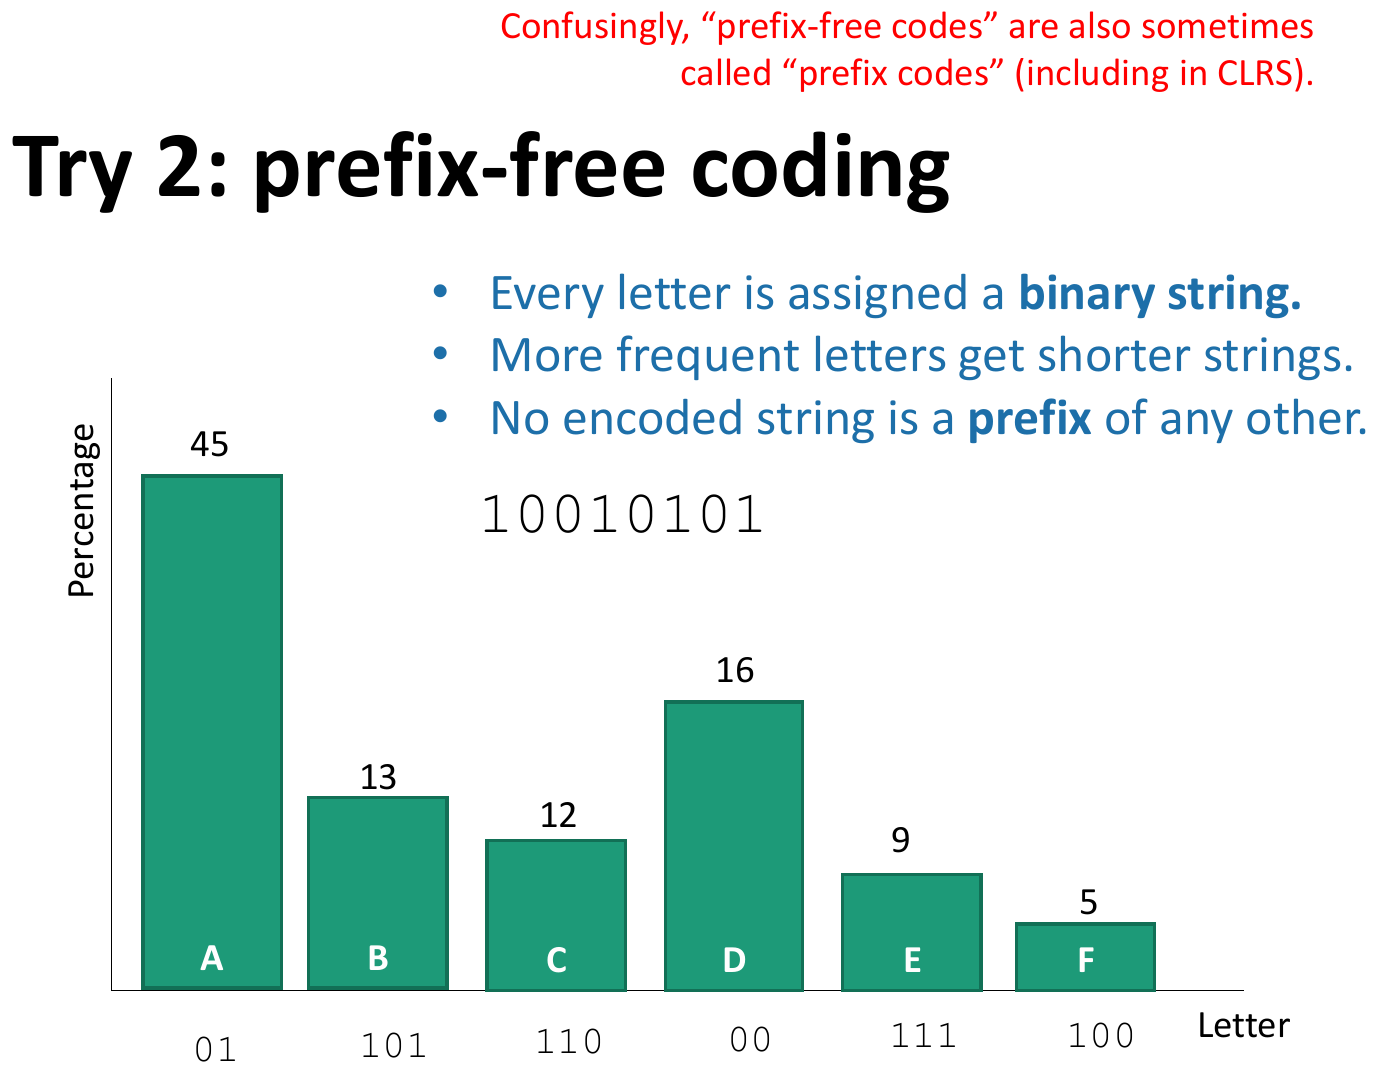 Confusingly, “prefix-free codes” are also sometimes
called “prefix codes” (including in CLRS).
Try 2: prefix-free coding
• Every letter is assigned a binary string.
• More frequent letters get shorter strings.
• No encoded string is a prefix of any other.
10010101
Percentage
45
13
12
16
9
5
A
B
C
D
E
F
01
101
110
00
111
100
Letter